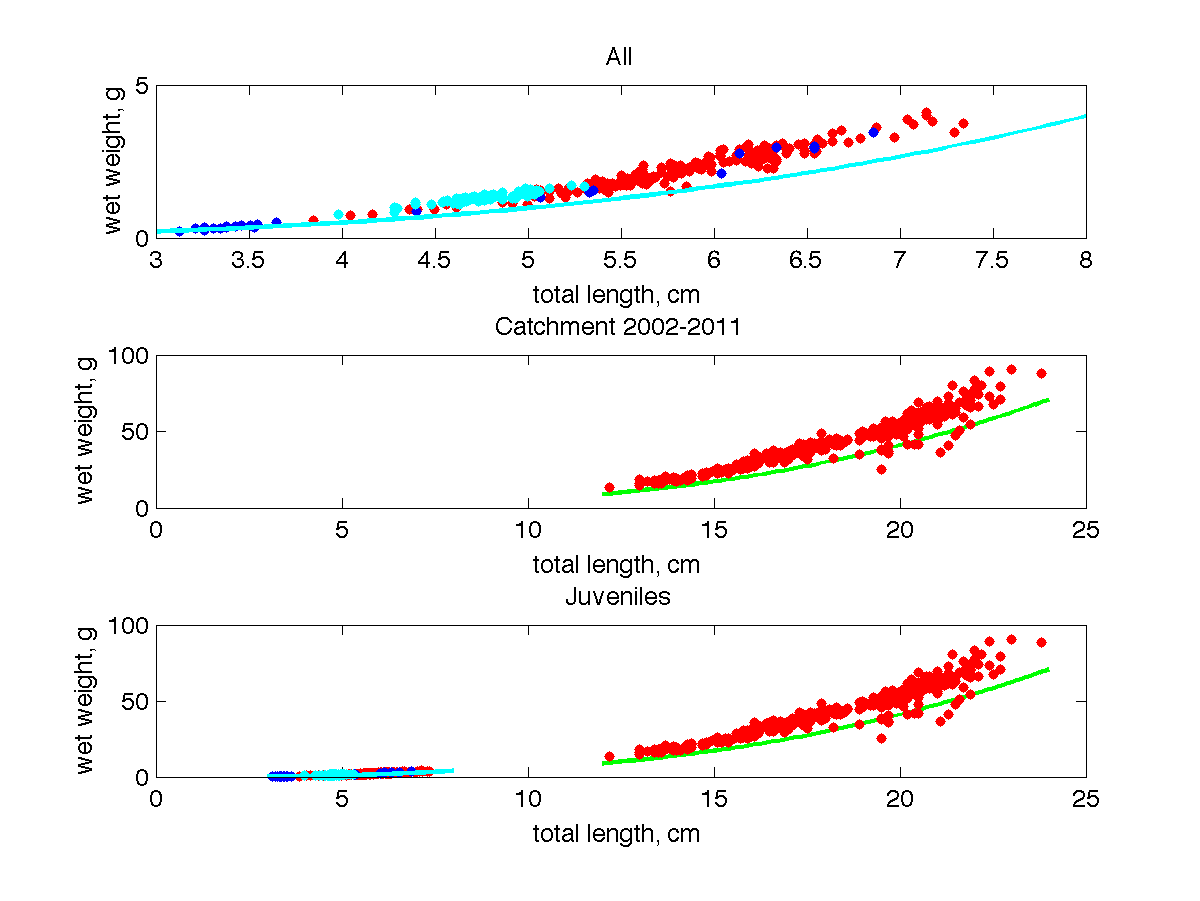 All
wet weight, g
5
0
3 3.5 4 4.5 5 5.5 6 6.5 7 7.5 8
total length, cm
Catchment 2002-2011
wet weight, g
100
50
0
0 5 10 15 20 25
total length, cm
Juveniles
wet weight, g
100
50
0
0 5 10 15 20 25
total length, cm